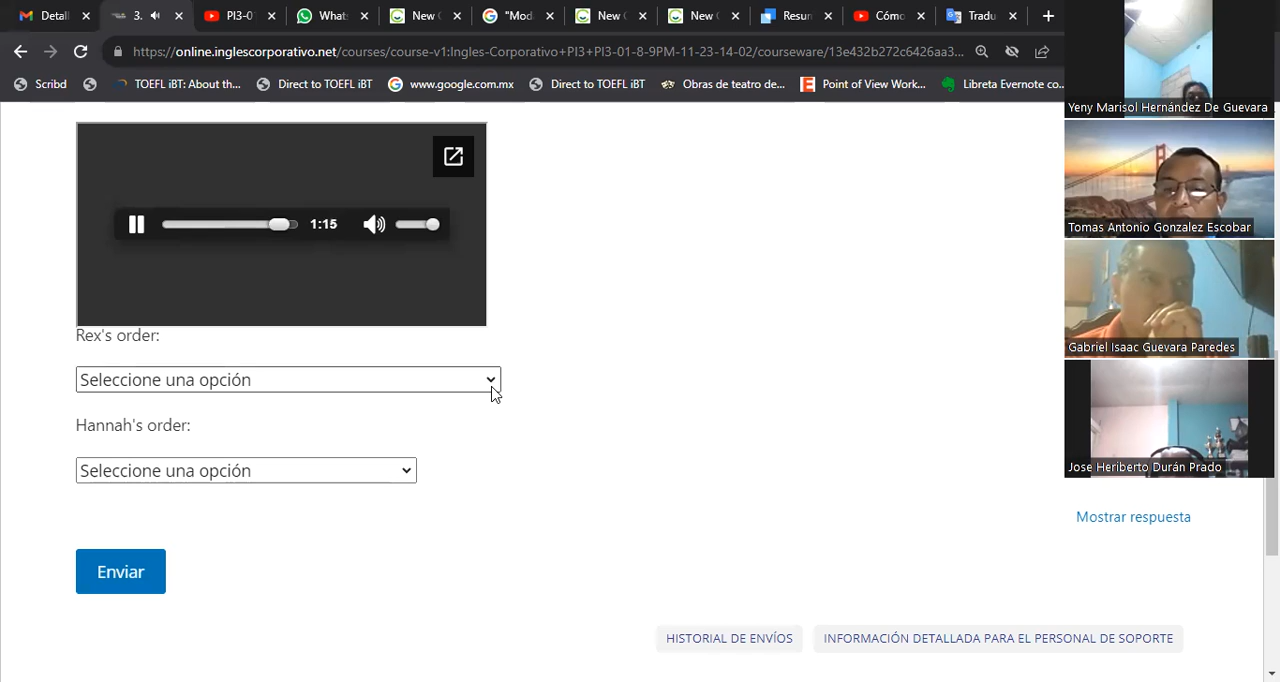 Detall
3.
PI3-0
What:
New (
"Mod
New (
New (
Resur
Cómo
Tradu
https://online.inglescorporativo.net/courses/course-v1:Ingles-Corporativo+PI3+PI3-01-8-9PM-11-23-14-02/courseware/13e432b272c6426aa3...
Scribd
TOEFL iBT: About th...
Direct to TOEFL iBT
www.google.com.mx
Direct to TOEFL iBT
Obras de teatro de...
Point of View Work...
Libreta Evernote co...
Yeny Marisol Hernández De Guevara
Tomas Antonio Gonzalez Escobar
Gabriel Isaac Guevara Paredes
Jose Heriberto Durán Prado
1:15
Rex's order:
Seleccione una opción
Hannah's order:
Seleccione una opción
Mostrar respuesta
Enviar
HISTORIAL DE ENVÍOS
INFORMACIÓN DETALLADA PARA EL PERSONAL DE SOPORTE